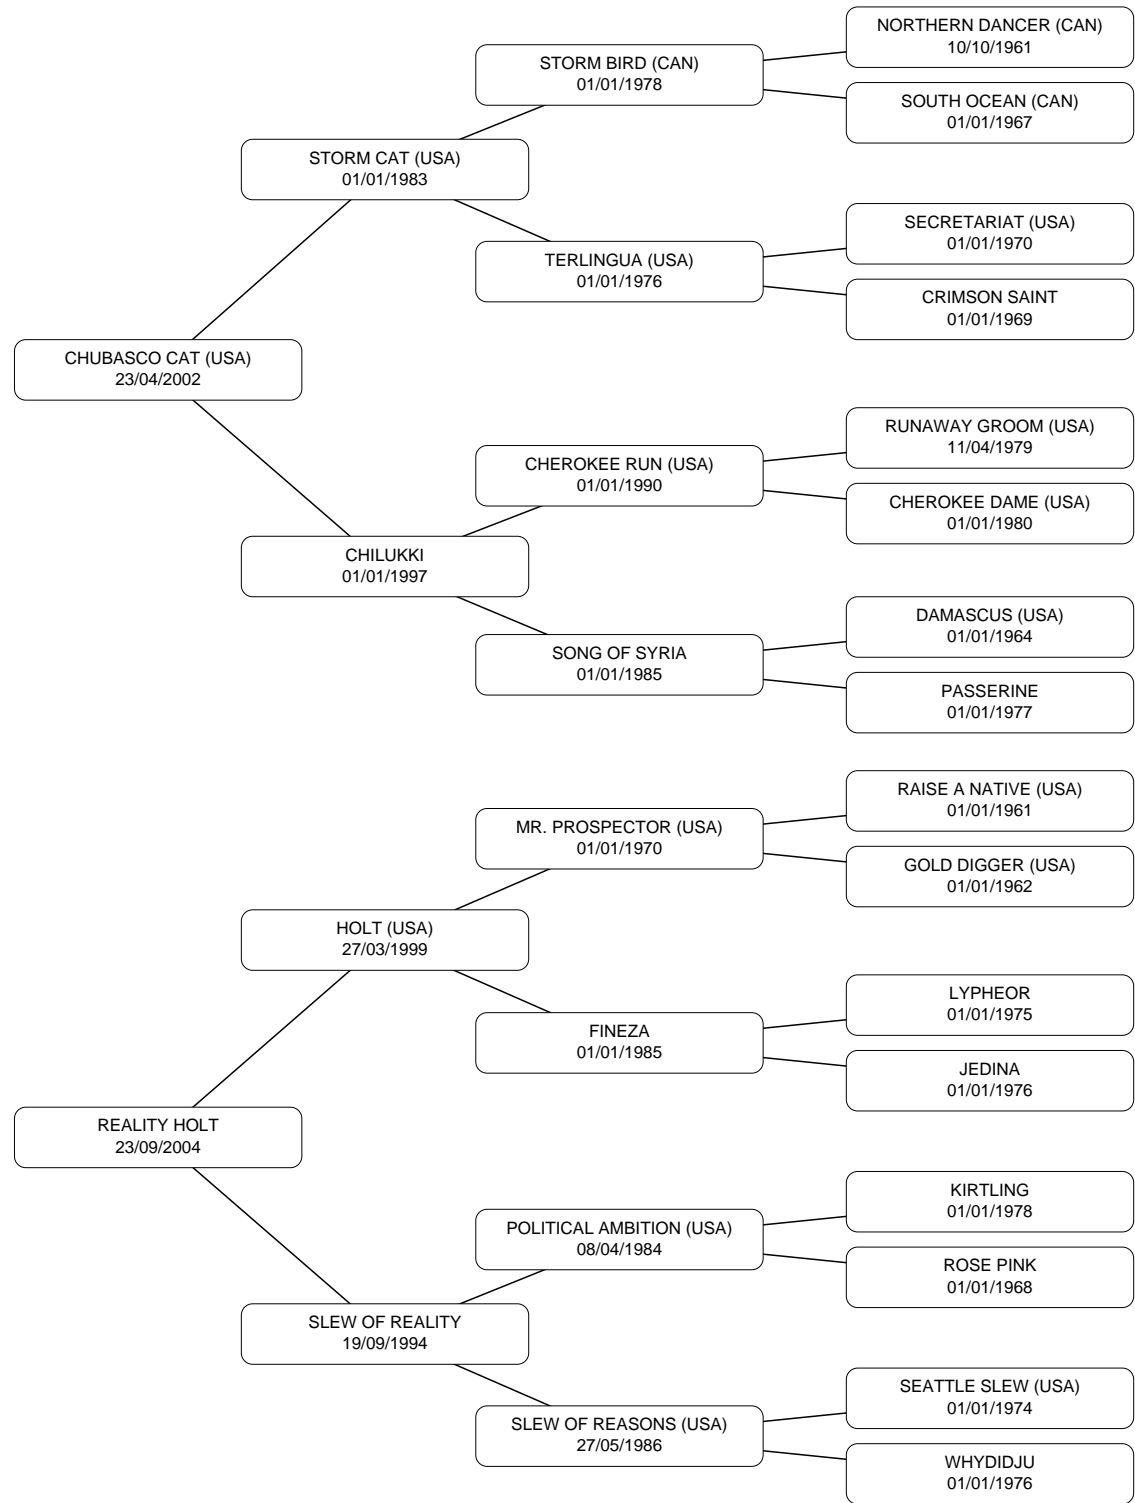 NORTHERN DANCER (CAN)
10/10/1961
STORM BIRD (CAN)
01/01/1978
SOUTH OCEAN (CAN)
01/01/1967
STORM CAT (USA)
01/01/1983
SECRETARIAT (USA)
01/01/1970
TERLINGUA (USA)
01/01/1976
CRIMSON SAINT
01/01/1969
CHUBASCO CAT (USA)
23/04/2002
RUNAWAY GROOM (USA)
11/04/1979
CHEROKEE RUN (USA)
01/01/1990
CHEROKEE DAME (USA)
01/01/1980
CHILUKKI
01/01/1997
DAMASCUS (USA)
01/01/1964
SONG OF SYRIA
01/01/1985
PASSERINE
01/01/1977
RAISE A NATIVE (USA)
01/01/1961
MR. PROSPECTOR (USA)
01/01/1970
GOLD DIGGER (USA)
01/01/1962
HOLT (USA)
27/03/1999
LYPHEOR
01/01/1975
FINEZA
01/01/1985
JEDINA
01/01/1976
REALITY HOLT
23/09/2004
KIRTLING
01/01/1978
POLITICAL AMBITION (USA)
08/04/1984
ROSE PINK
01/01/1968
SLEW OF REALITY
19/09/1994
SEATTLE SLEW (USA)
01/01/1974
SLEW OF REASONS (USA)
27/05/1986
WHYDIDJU
01/01/1976